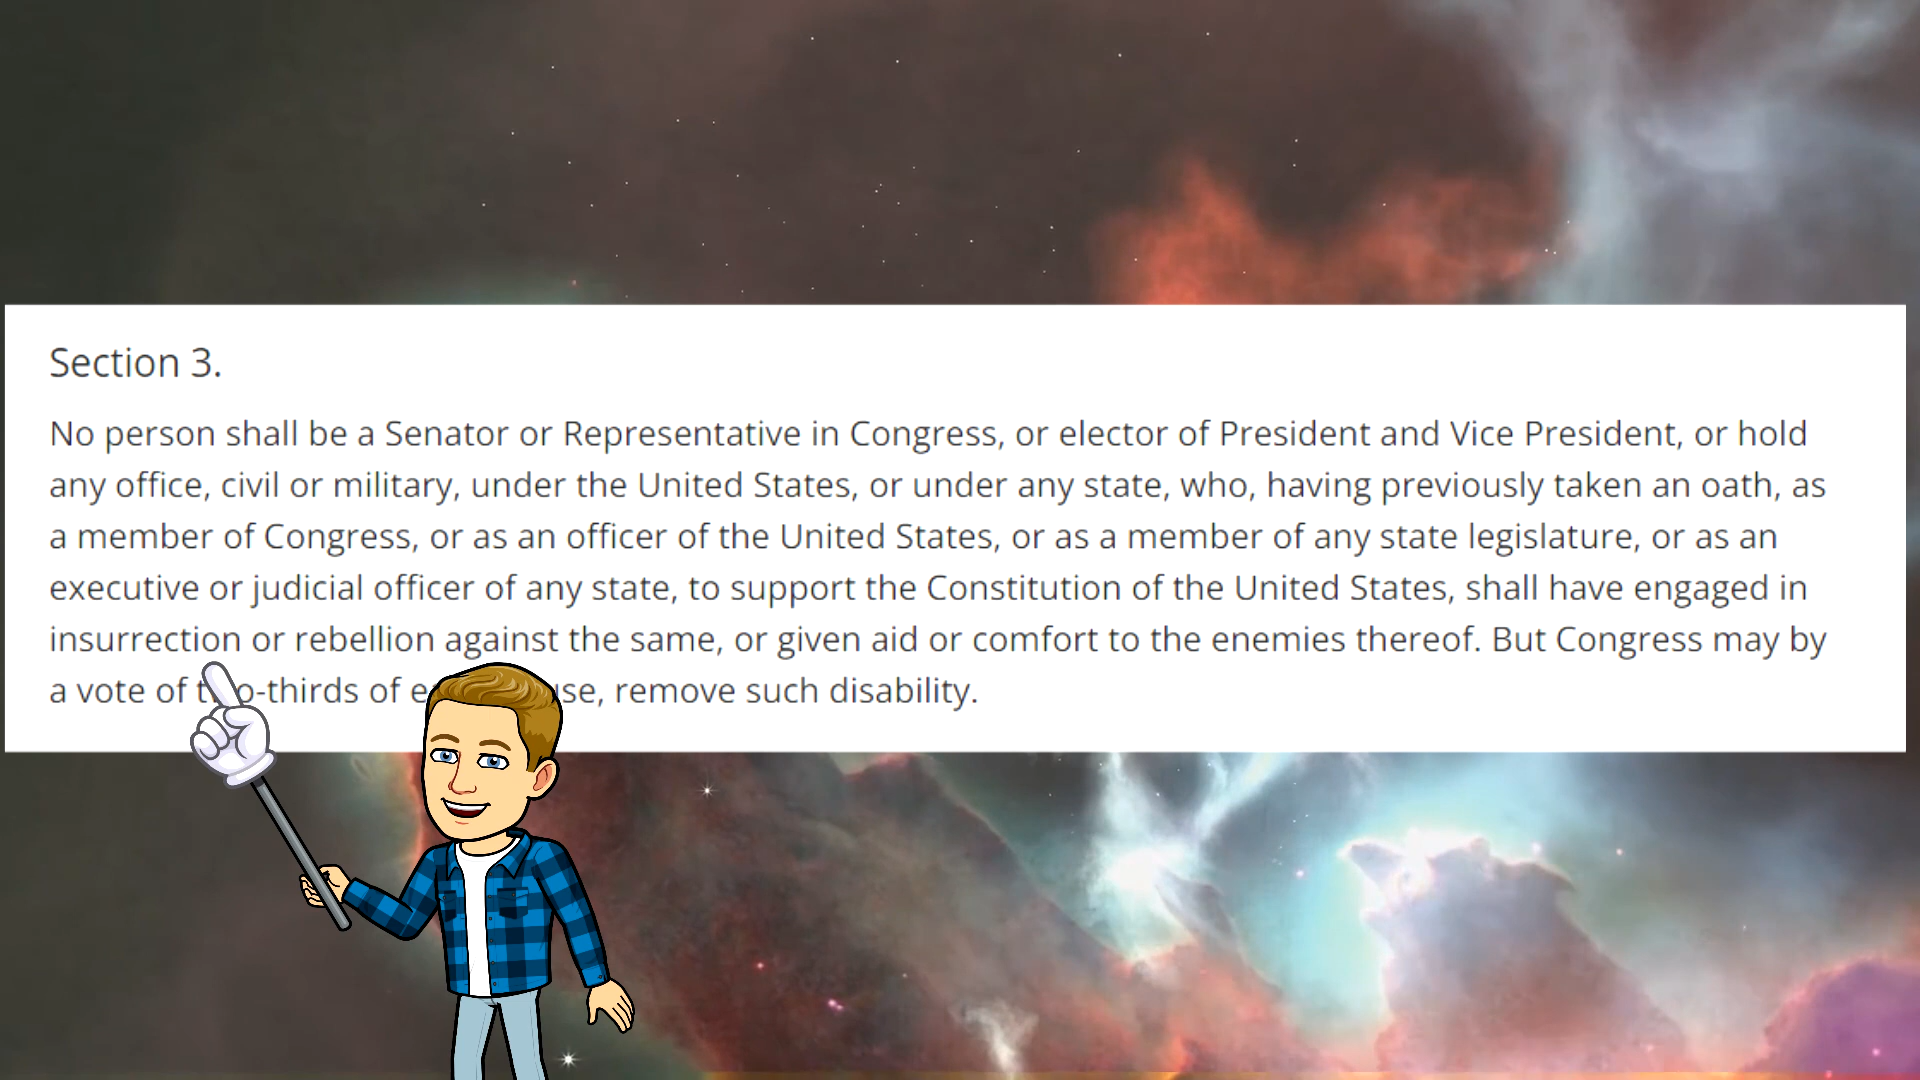 Section 3.
No person shall be a Senator or Representative in Congress, or elector of President and Vice President, or hold
any office, civil or military, under the United States, or under any state, who, having previously taken an oath, as
a member of Congress, or as an officer of the United States, or as a member of any state legislature, or as an
executive or judicial officer of any state, to support the Constitution of the United States, shall have engaged in
insurrection or rebellion against the same, or given aid or comfort to the enemies thereof. But Congress may by
a vote of two-thirds of remove such disability.